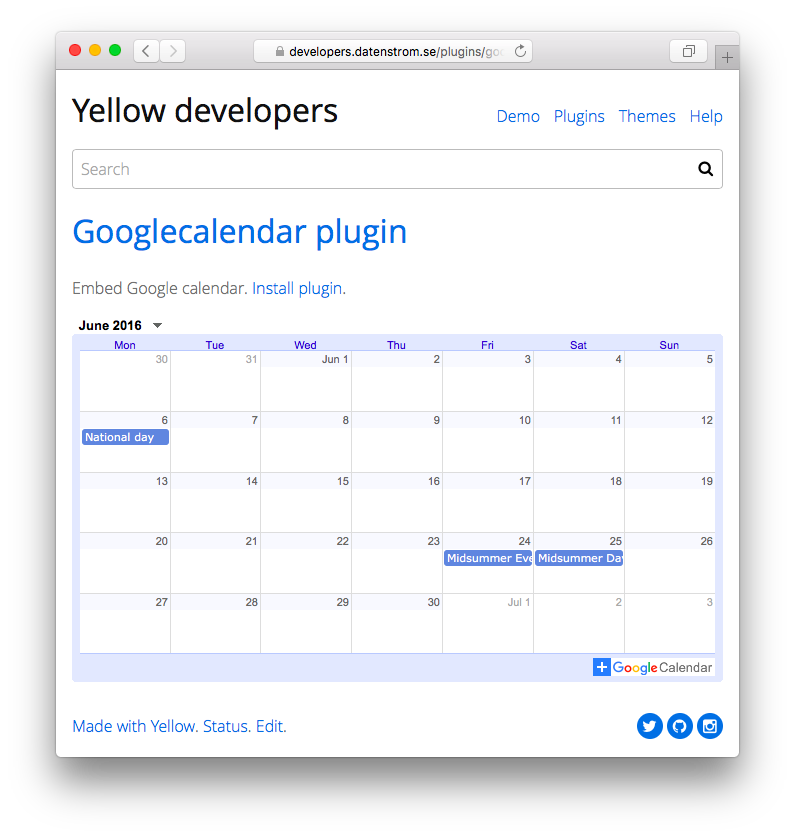 developers.datenstrom.se/plugins/goo
Yellow developers
Demo Plugins Themes Help
Search
Googlecalendar plugin
Embed Google calendar. Install plugin.
June 2016
Mon Tue Wed Thu Fri Sat Sun
30 31 Jun 1 2 3 4 5
6 7 8 9 10 11 12
National day
13 14 15 16 17 18 19
20 21 22 23 24 25 26
Midsummer Eve Midsummer Day
27 28 29 30 Jul 1 2 3
+ Google Calendar
Made with Yellow. Status. Edit.